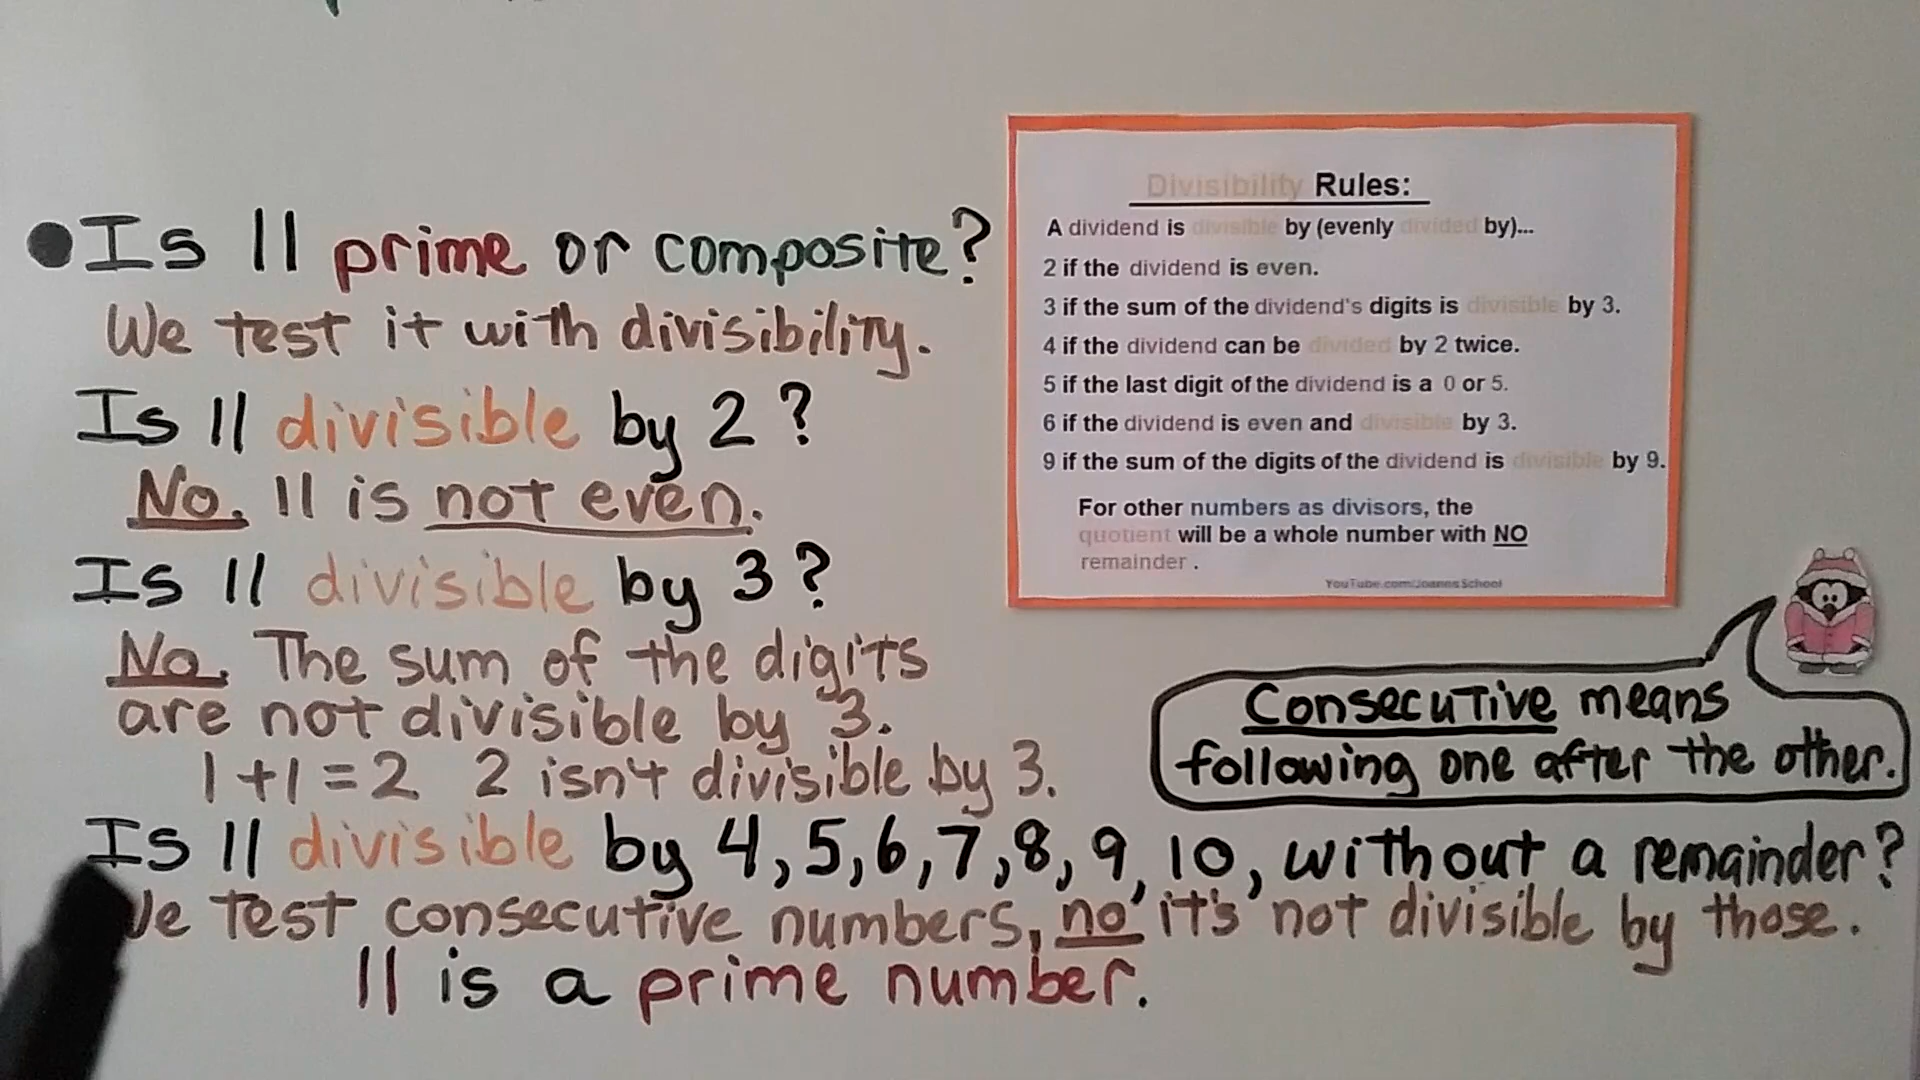 Is 11 prime or composite?
We test it with divisibility.
Is 11 divisible by 2?
No. 11 is not even.
Is 11 divisible by 3?
No. The sum of the digits
are not divisible by 3.
1+1=2 2 isn't divisible by 3.
Is 11 divisible by 4,5,6,7,8,9,10, without a remainder?
We test consecutive numbers, no it's not divisible by those.
11 is a prime number.
Divisibility Rules:
A dividend is divisible by (evenly divided by)...
2 if the dividend is even.
3 if the sum of the dividend's digits is divisible by 3.
4 if the dividend can be divided by 2 twice.
5 if the last digit of the dividend is a 0 or 5.
6 if the dividend is even and divisible by 3.
9 if the sum of the digits of the dividend is divisible by 9.
For other numbers as divisors, the
quotient will be a whole number with NO
remainder.
YouTube.com/JoannsSchool
Consecutive means
following one after the other.